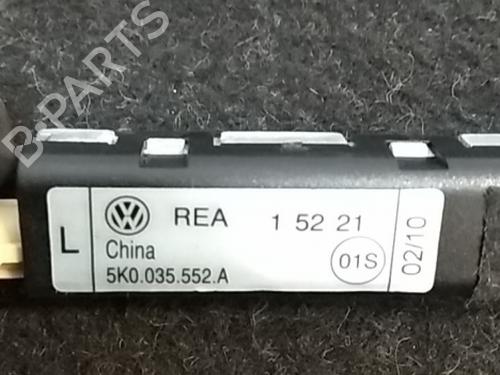 B-PARTS
L
REA 1 52 21
China
01S
5K0.035.552.A
02/10